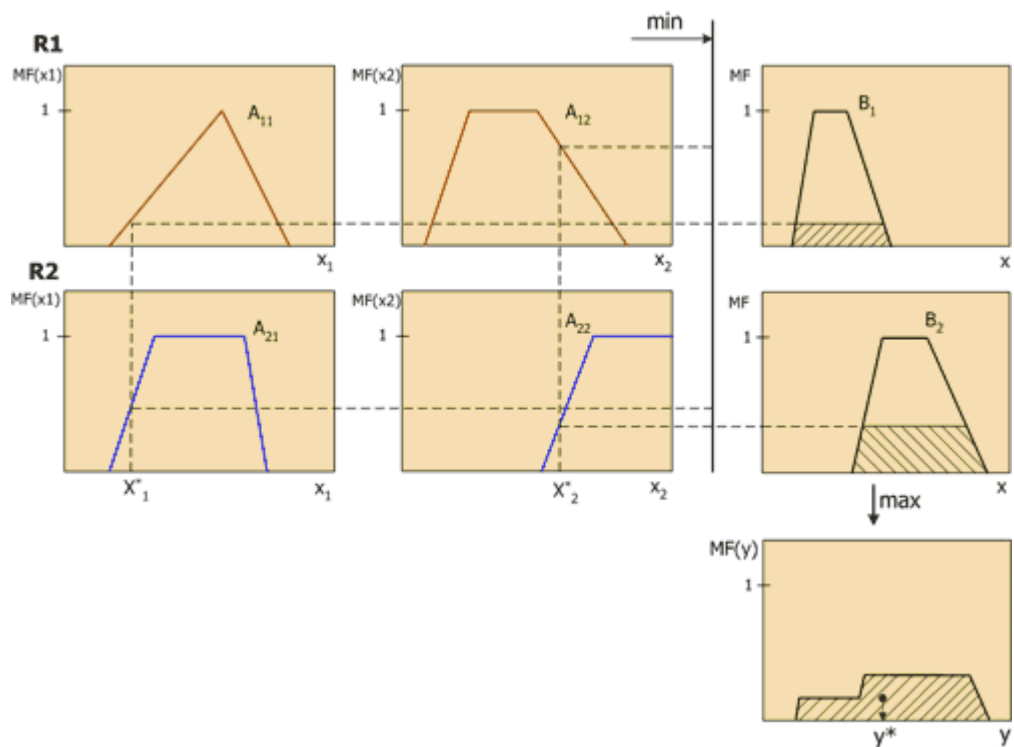 min
R1
MF(x1)
1
A₁₁
x₁
MF(x2)
1
A₁₂
x₂
MF
1
B₁
x
R2
MF(x1)
1
A₂₁
X*₁
x₁
MF(x2)
1
A₂₂
X*₂
x₂
MF
1
B₂
x
max
MF(y)
1
y*
y